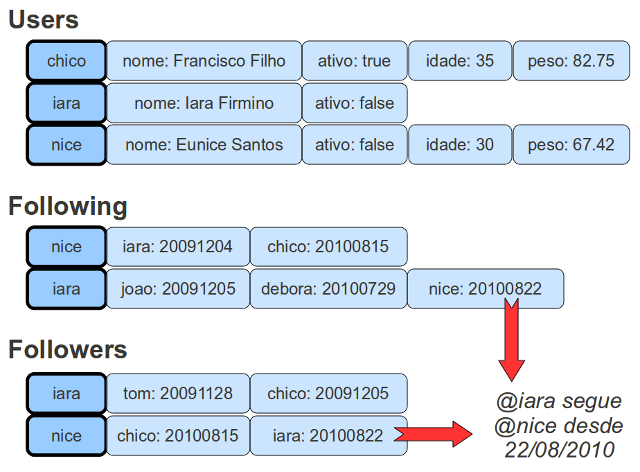 Users
chico nome: Francisco Filho ativo: true idade: 35 peso: 82.75
iara nome: Iara Firmino ativo: false
nice nome: Eunice Santos ativo: false idade: 30 peso: 67.42
Following
nice iara: 20091204 chico: 20100815
iara joao: 20091205 debora: 20100729 nice: 20100822
Followers
iara tom: 20091128 chico: 20091205
nice chico: 20100815 iara: 20100822
@iara segue
@nice desde
22/08/2010